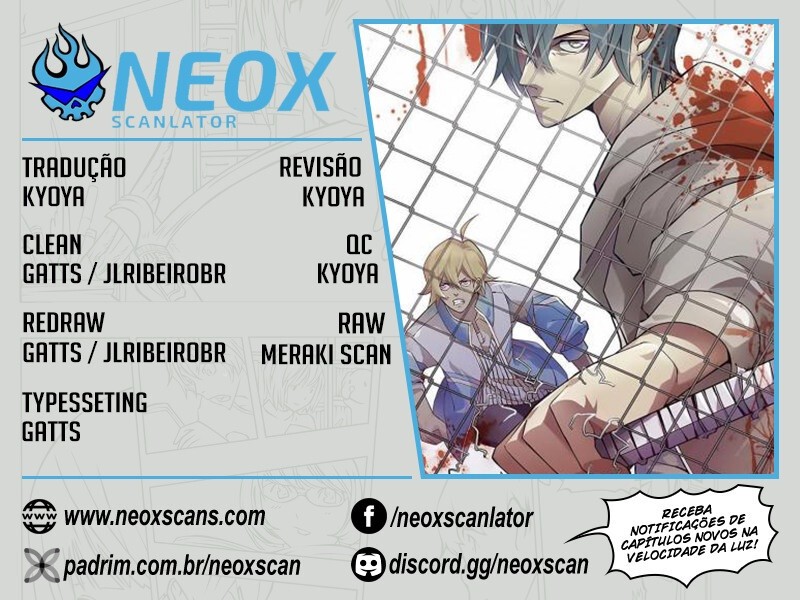 NEOX
SCANLATOR
TRADUÇÃO
KYOYA
REVISÃO
KYOYA
CLEAN
GATTS / JLRIBEIROBR
QC
KYOYA
REDRAW
GATTS / JLRIBEIROBR
RAW
MERAKI SCAN
TYPESSETING
GATTS
www www.neoxscans.com
f /neoxscanlator
padrim.com.br/neoxscan
discord.gg/neoxscan
RECEBA
NOTIFICAÇÕES DE
CAPÍTULOS NOVOS NA
VELOCIDADE DA LUZ!